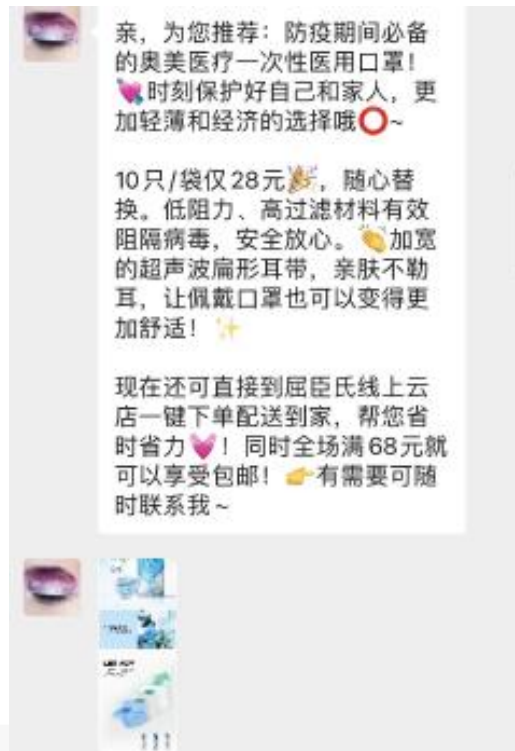 亲，为您推荐：防疫期间必备
的奥美医疗一次性医用口罩！
💘时刻保护好自己和家人，更
加轻薄和经济的选择哦⭕~
10只/袋仅28元🎉，随心替
换。低阻力、高过滤材料有效
阻隔病毒，安全放心。👏加宽
的超声波扁形耳带，亲肤不勒
耳，让佩戴口罩也可以变得更
加舒适！✨
现在还可直接到屈臣氏线上云
店一键下单配送到家，帮您省
时省力💓！同时全场满68元就
可以享受包邮！👉有需要可随
时联系我~